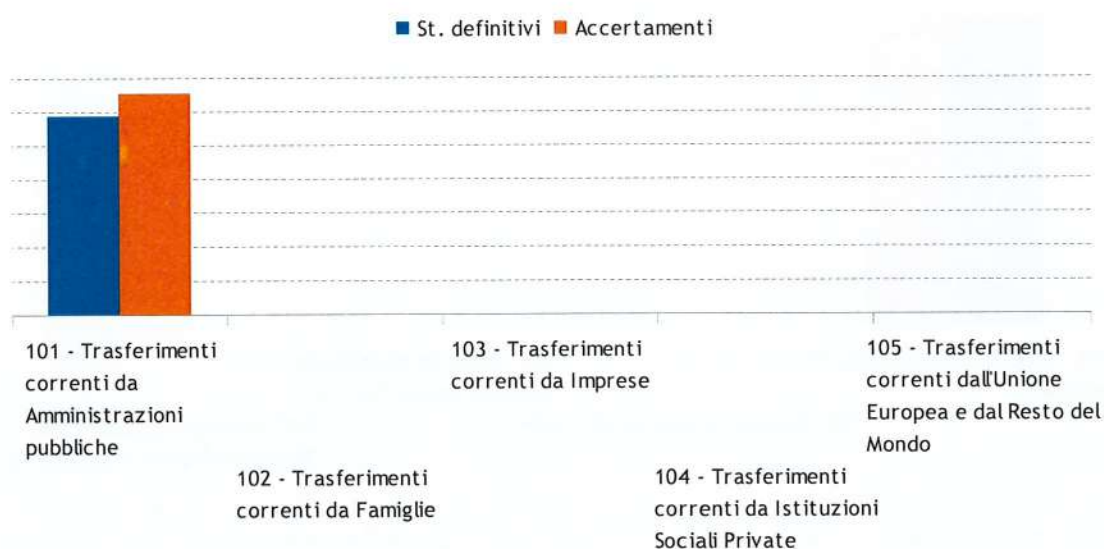 St. definitivi Accertamenti
101 - Trasferimenti
correnti da
Amministrazioni
pubbliche
102 - Trasferimenti
correnti da Famiglie
103 - Trasferimenti
correnti da Imprese
104 - Trasferimenti
correnti da Istituzioni
Sociali Private
105 - Trasferimenti
correnti dall'Unione
Europea e dal Resto del
Mondo